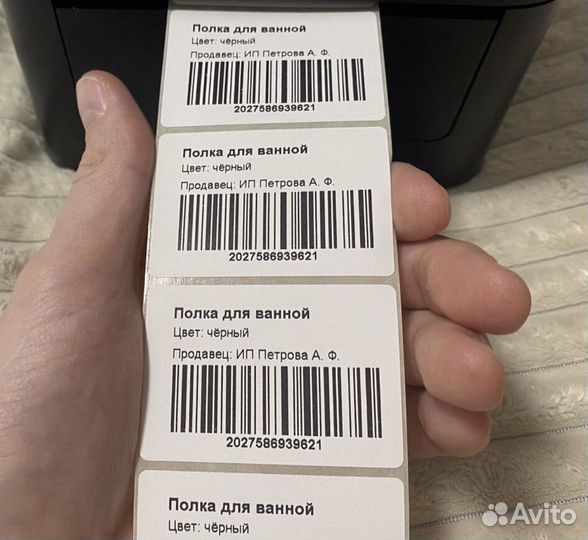 Полка для ванной
Цвет: чёрный
Продавец: ИП Петрова А. Ф.
2027586939621
Полка для ванной
Цвет: чёрный
Продавец: ИП Петрова А. Ф.
2027586939621
Полка для ванной
Цвет: чёрный
Продавец: ИП Петрова А. Ф.
2027586939621
Полка для ванной
Цвет: чёрный
Avito